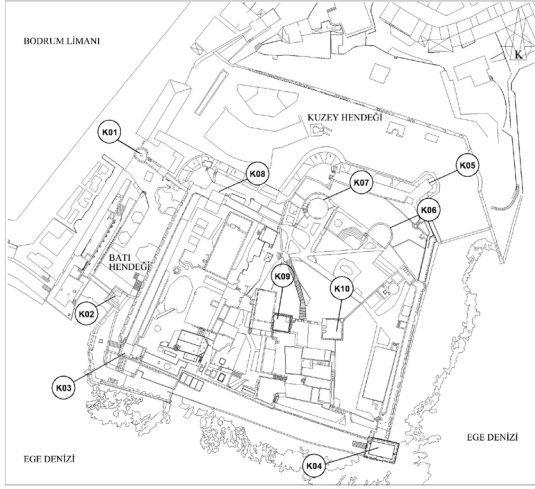 BODRUM LİMANI
K
KUZEY HENDEĞİ
K01
K08
K07
K05
K06
BATI
HENDEĞİ
K09
K10
K02
K03
K04
EGE DENİZİ
EGE DENİZİ